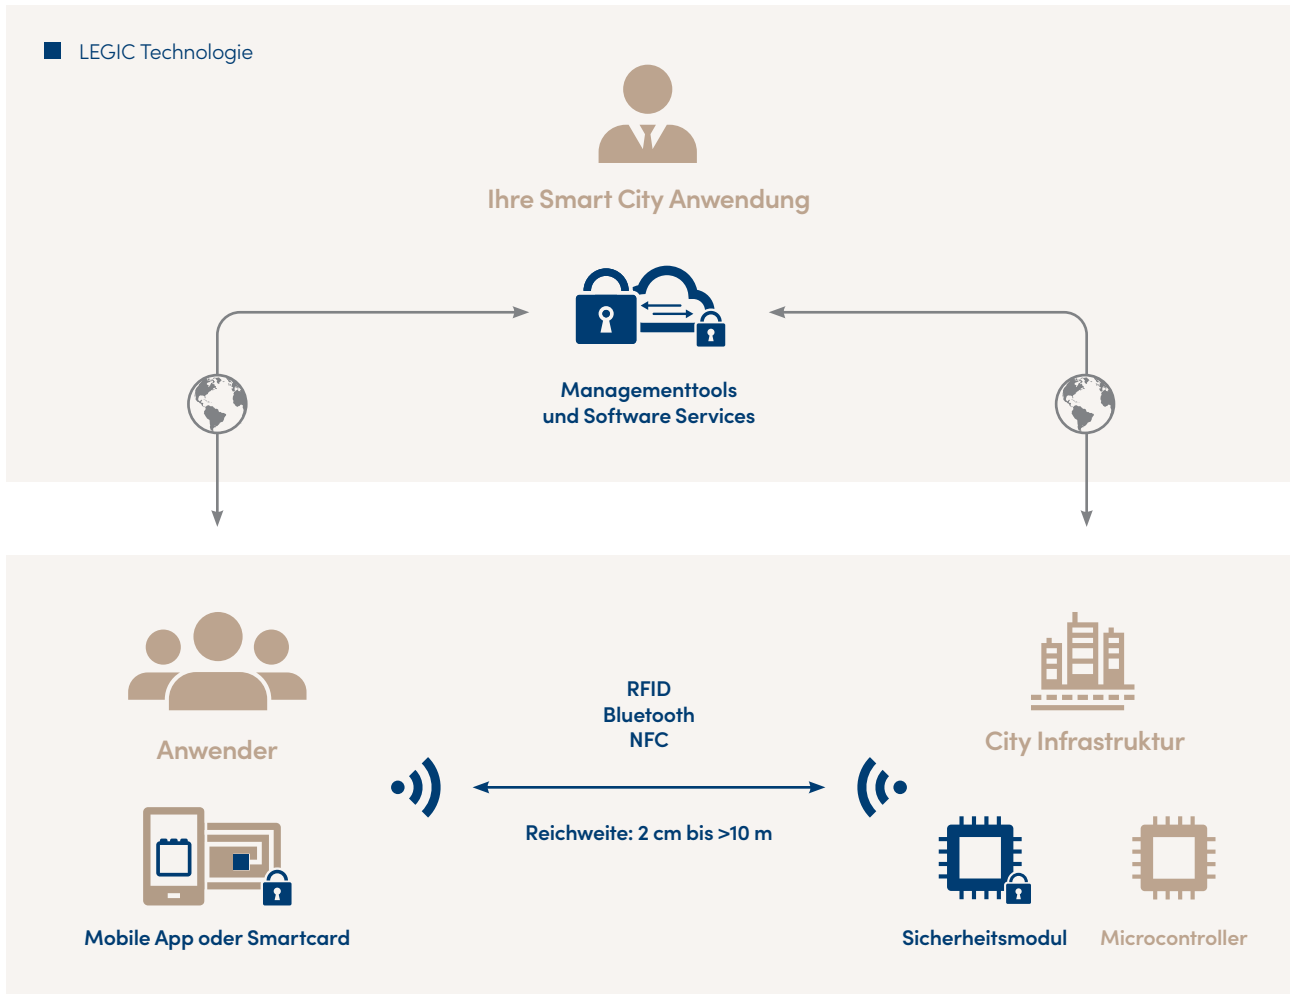 LEGIC Technologie
Ihre Smart City Anwendung
Managementtools
und Software Services
RFID
Bluetooth
NFC
Anwender
City Infrastruktur
Reichweite: 2 cm bis >10 m
Mobile App oder Smartcard
Sicherheitsmodul
Microcontroller